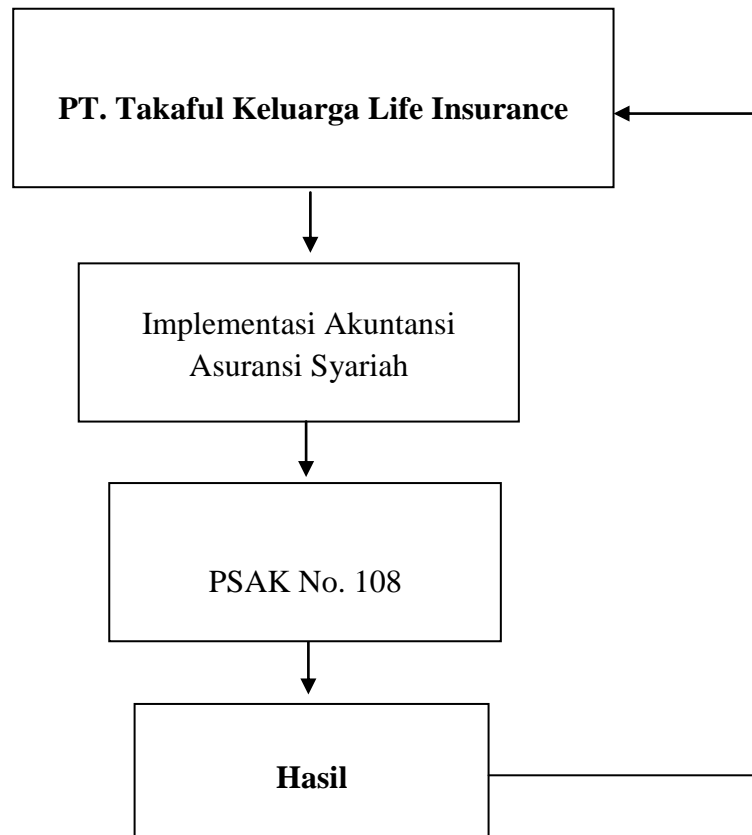 PT. Takaful Keluarga Life Insurance
Implementasi Akuntansi
Asuransi Syariah
PSAK No. 108
Hasil